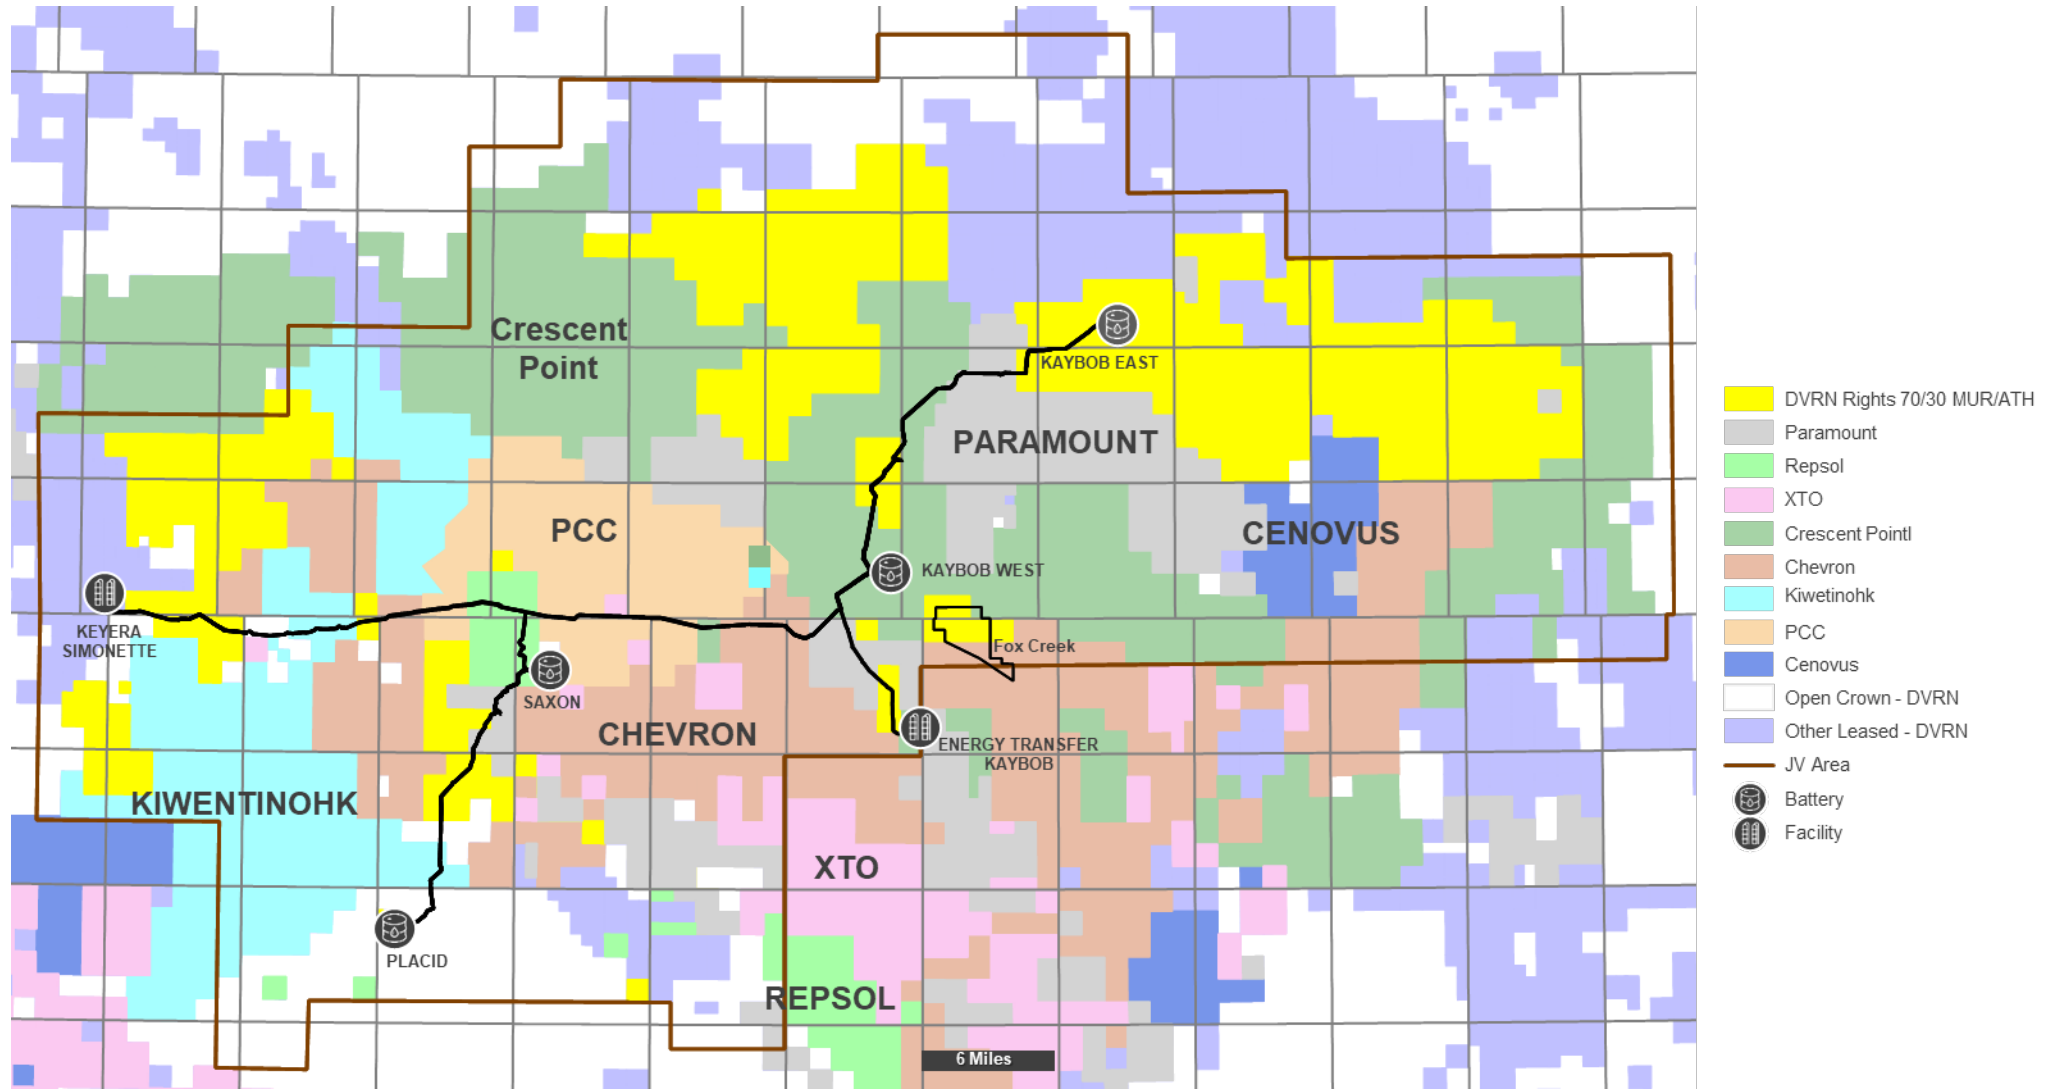 Crescent
Point
KAYBOB EAST
PARAMOUNT
PCC
CENOVUS
KAYBOB WEST
KEYERA
SIMONETTE
Fox Creek
SAXON
CHEVRON
ENERGY TRANSFER
KAYBOB
KIWENTINOHK
XTO
PLACID
REPSOL
6 Miles
DVRN Rights 70/30 MUR/ATH
Paramount
Repsol
XTO
Crescent Pointl
Chevron
Kiwetinohk
PCC
Cenovus
Open Crown - DVRN
Other Leased - DVRN
JV Area
Battery
Facility